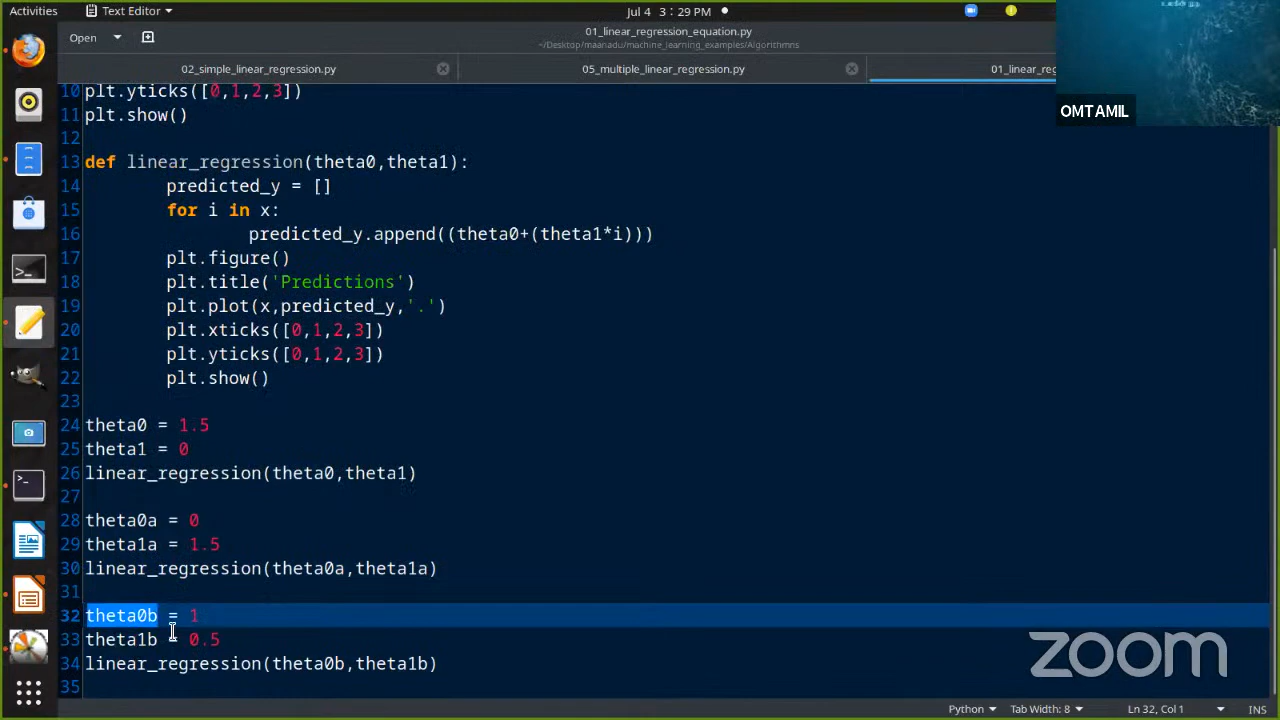 Activities
Text Editor
Jul 4 3:29 PM
Open
01_linear_regression_equation.py
~/Desktop/maanadu/machine_learning_examples/Algorithmns
02_simple_linear_regression.py
05_multiple_linear_regression.py
01_linear_reg
OMTAMIL
10 plt.yticks([0,1,2,3])
11 plt.show()
12
13 def linear_regression(theta0,theta1):
14 predicted_y = []
15 for i in x:
16 predicted_y.append((theta0+(theta1*i)))
17 plt.figure()
18 plt.title('Predictions')
19 plt.plot(x,predicted_y,'.')
20 plt.xticks([0,1,2,3])
21 plt.yticks([0,1,2,3])
22 plt.show()
23
24 theta0 = 1.5
25 theta1 = 0
26 linear_regression(theta0,theta1)
27
28 theta0a = 0
29 theta1a = 1.5
30 linear_regression(theta0a,theta1a)
31
32 theta0b = 1
33 theta1b = 0.5
34 linear_regression(theta0b,theta1b)
35
zoom
Python
Tab Width: 8
Ln 32, Col 1
INS